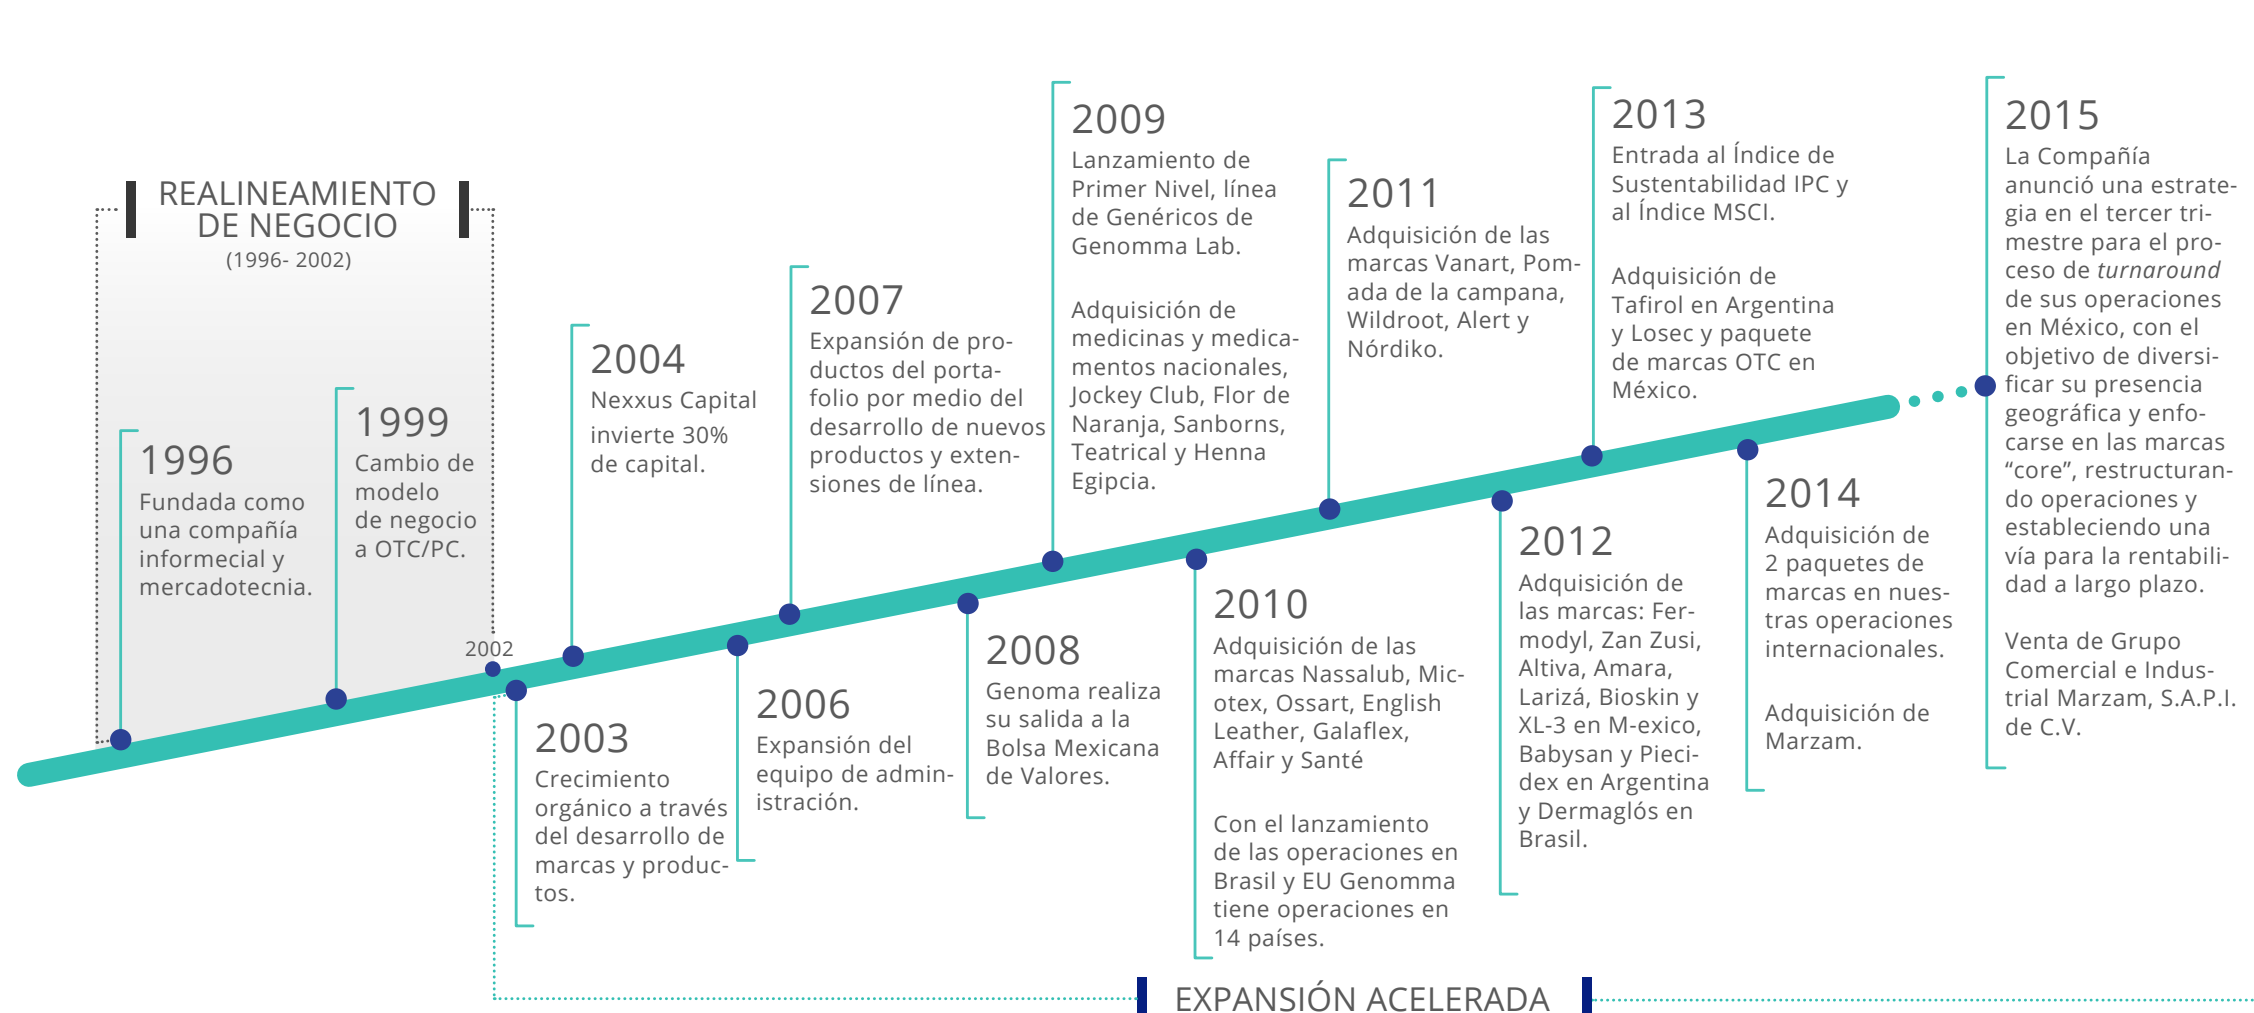 REALINEAMIENTO
DE NEGOCIO
(1996- 2002)
1996
Fundada como
una compañía
informecial y
mercadotecnia.
1999
Cambio de
modelo
de negocio
a OTC/PC.
2002
2003
Crecimiento
orgánico a través
del desarrollo de
marcas y produc-
tos.
2004
Nexxus Capital
invierte 30%
de capital.
2006
Expansión del
equipo de admin-
istración.
2007
Expansión de pro-
ductos del porta-
folio por medio del
desarrollo de nuevos
productos y exten-
siones de línea.
2008
Genoma realiza
su salida a la
Bolsa Mexicana
de Valores.
2009
Lanzamiento de
Primer Nivel, línea
de Genéricos de
Genomma Lab.
Adquisición de
medicinas y medica-
mentos nacionales,
Jockey Club, Flor de
Naranja, Sanborns,
Teatrical y Henna
Egipcia.
2010
Adquisición de las
marcas Nassalub, Mic-
otex, Ossart, English
Leather, Galaflex,
Affair y Santé
Con el lanzamiento
de las operaciones en
Brasil y EU Genomma
tiene operaciones en
14 países.
2011
Adquisición de las
marcas Vanart, Pom-
ada de la campana,
Wildroot, Alert y
Nórdiko.
2012
Adquisición de
las marcas: Fer-
modyl, Zan Zusi,
Altiva, Amara,
Larizá, Bioskin y
XL-3 en M-exico,
Babysan y Pieci-
dex en Argentina
y Dermaglós en
Brasil.
2013
Entrada al Índice de
Sustentabilidad IPC y
al Índice MSCI.
Adquisición de
Tafirol en Argentina
y Losec y paquete
de marcas OTC en
México.
2014
Adquisición de
2 paquetes de
marcas en nues-
tras operaciones
internacionales.
Adquisición de
Marzam.
2015
La Compañía
anunció una estrate-
gia en el tercer tri-
mestre para el pro-
ceso de turnaround
de sus operaciones
en México, con el
objetivo de diversi-
ficar su presencia
geográfica y enfo-
carse en las marcas
“core”, restructuran-
do operaciones y
estableciendo una
vía para la rentabili-
dad a largo plazo.
Venta de Grupo
Comercial e Indus-
trial Marzam, S.A.P.I.
de C.V.
EXPANSIÓN ACELERADA